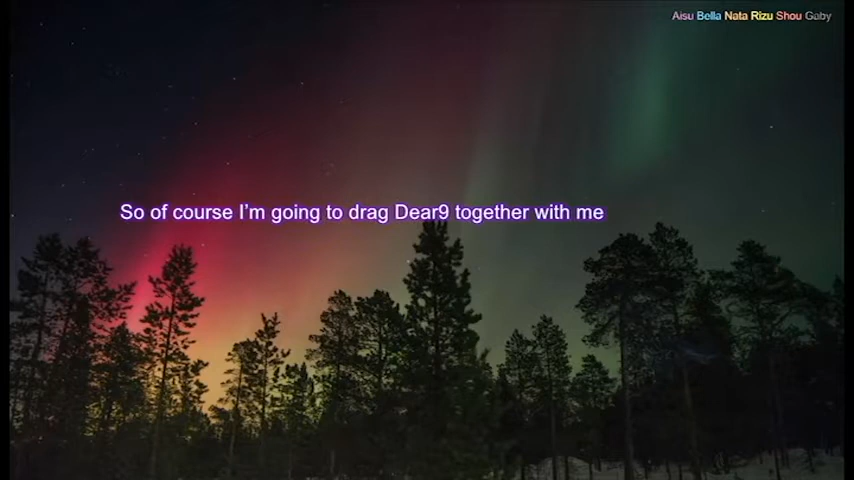 Aisu Bella Nata Rizu Shou Gaby
So of course I'm going to drag Dear9 together with me